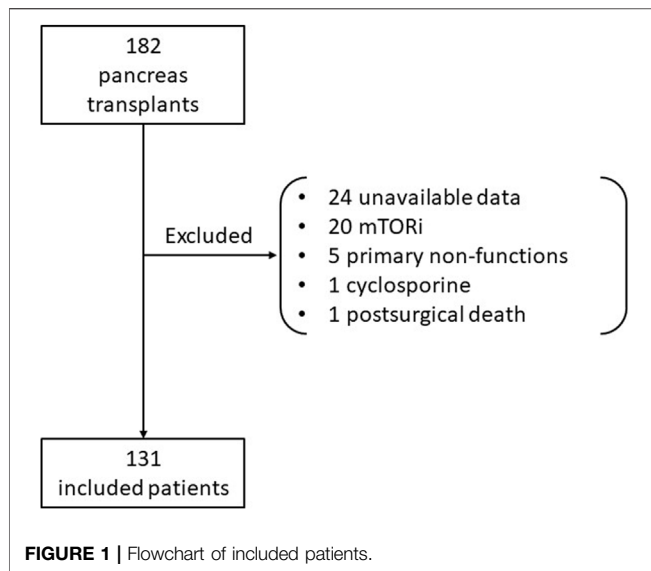 182
pancreas
transplants
Excluded
• 24 unavailable data
• 20 mTORi
• 5 primary non-functions
• 1 cyclosporine
• 1 postsurgical death
131
included patients
FIGURE 1 | Flowchart of included patients.